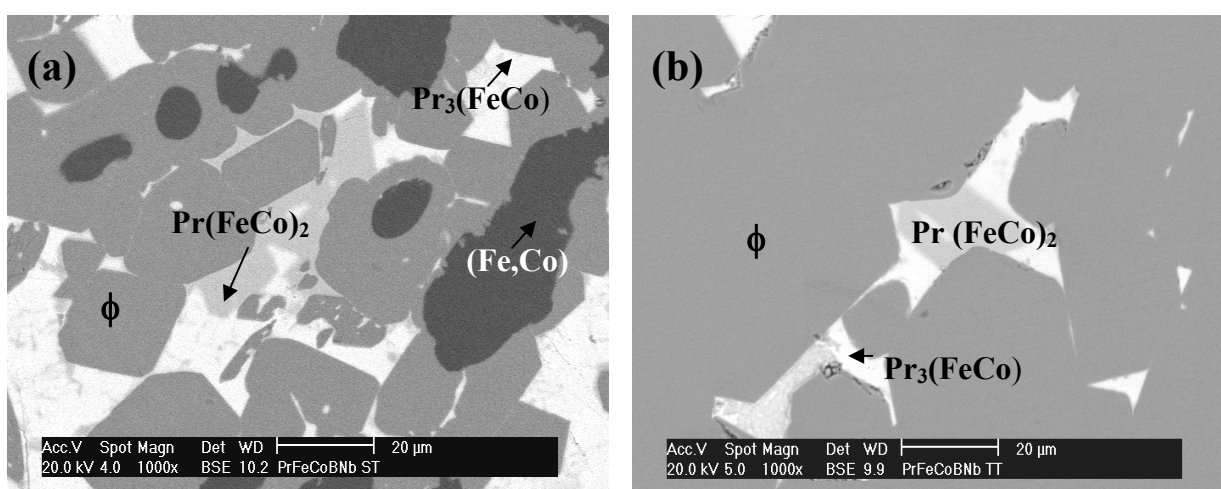 (a)
Pr₃(FeCo)
Pr(FeCo)₂
(Fe,Co)
ϕ
Acc.V Spot Magn Det WD 20 µm
20.0 kV 4.0 1000x BSE 10.2 PrFeCoBNb ST
(b)
Pr (FeCo)₂
ϕ
Pr₃(FeCo)
Acc.V Spot Magn Det WD 20 µm
20.0 kV 5.0 1000x BSE 9.9 PrFeCoBNb TT